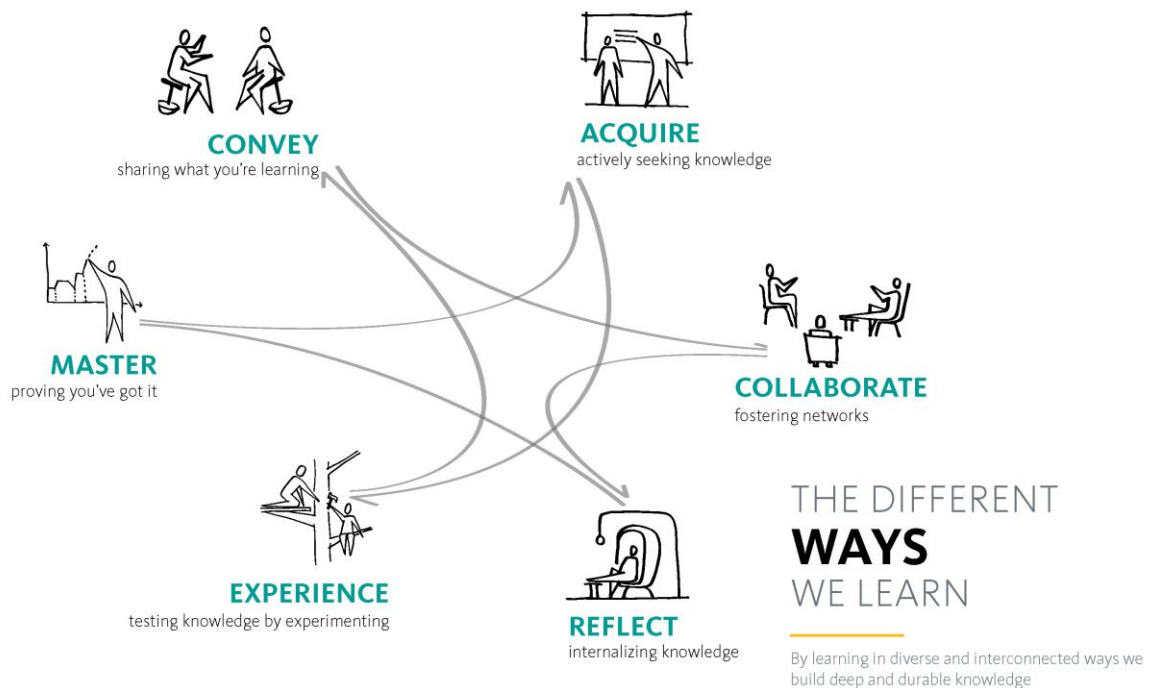 CONVEY
sharing what you're learning
ACQUIRE
actively seeking knowledge
MASTER
proving you've got it
COLLABORATE
fostering networks
EXPERIENCE
testing knowledge by experimenting
REFLECT
internalizing knowledge
THE DIFFERENT
WAYS
WE LEARN
By learning in diverse and interconnected ways we
build deep and durable knowledge